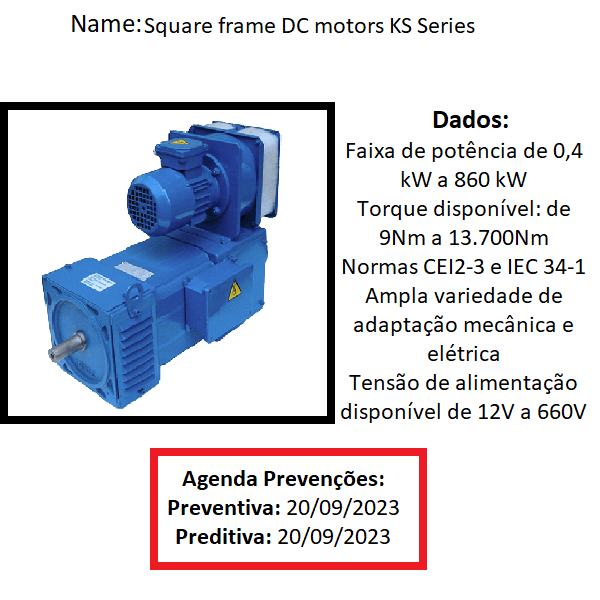 Name: Square frame DC motors KS Series
Dados:
Faixa de potência de 0,4
kW a 860 kW
Torque disponível: de
9Nm a 13.700Nm
Normas CEI2-3 e IEC 34-1
Ampla variedade de
adaptação mecânica e
elétrica
Tensão de alimentação
disponível de 12V a 660V
Agenda Prevenções:
Preventiva: 20/09/2023
Preditiva: 20/09/2023